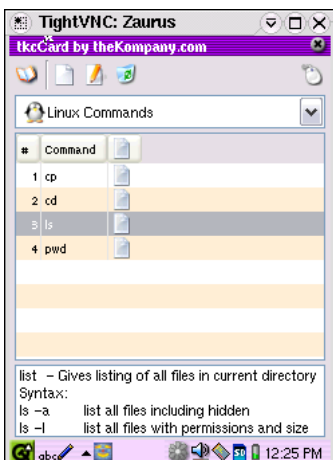 TightVNC: Zaurus
tkcCard by theKompany.com
Linux Commands
# Command
1 cp
2 cd
3 ls
4 pwd
list – Gives listing of all files in current directory
Syntax:
ls –a list all files including hidden
ls –l list all files with permissions and size
abc SD 12:25 PM